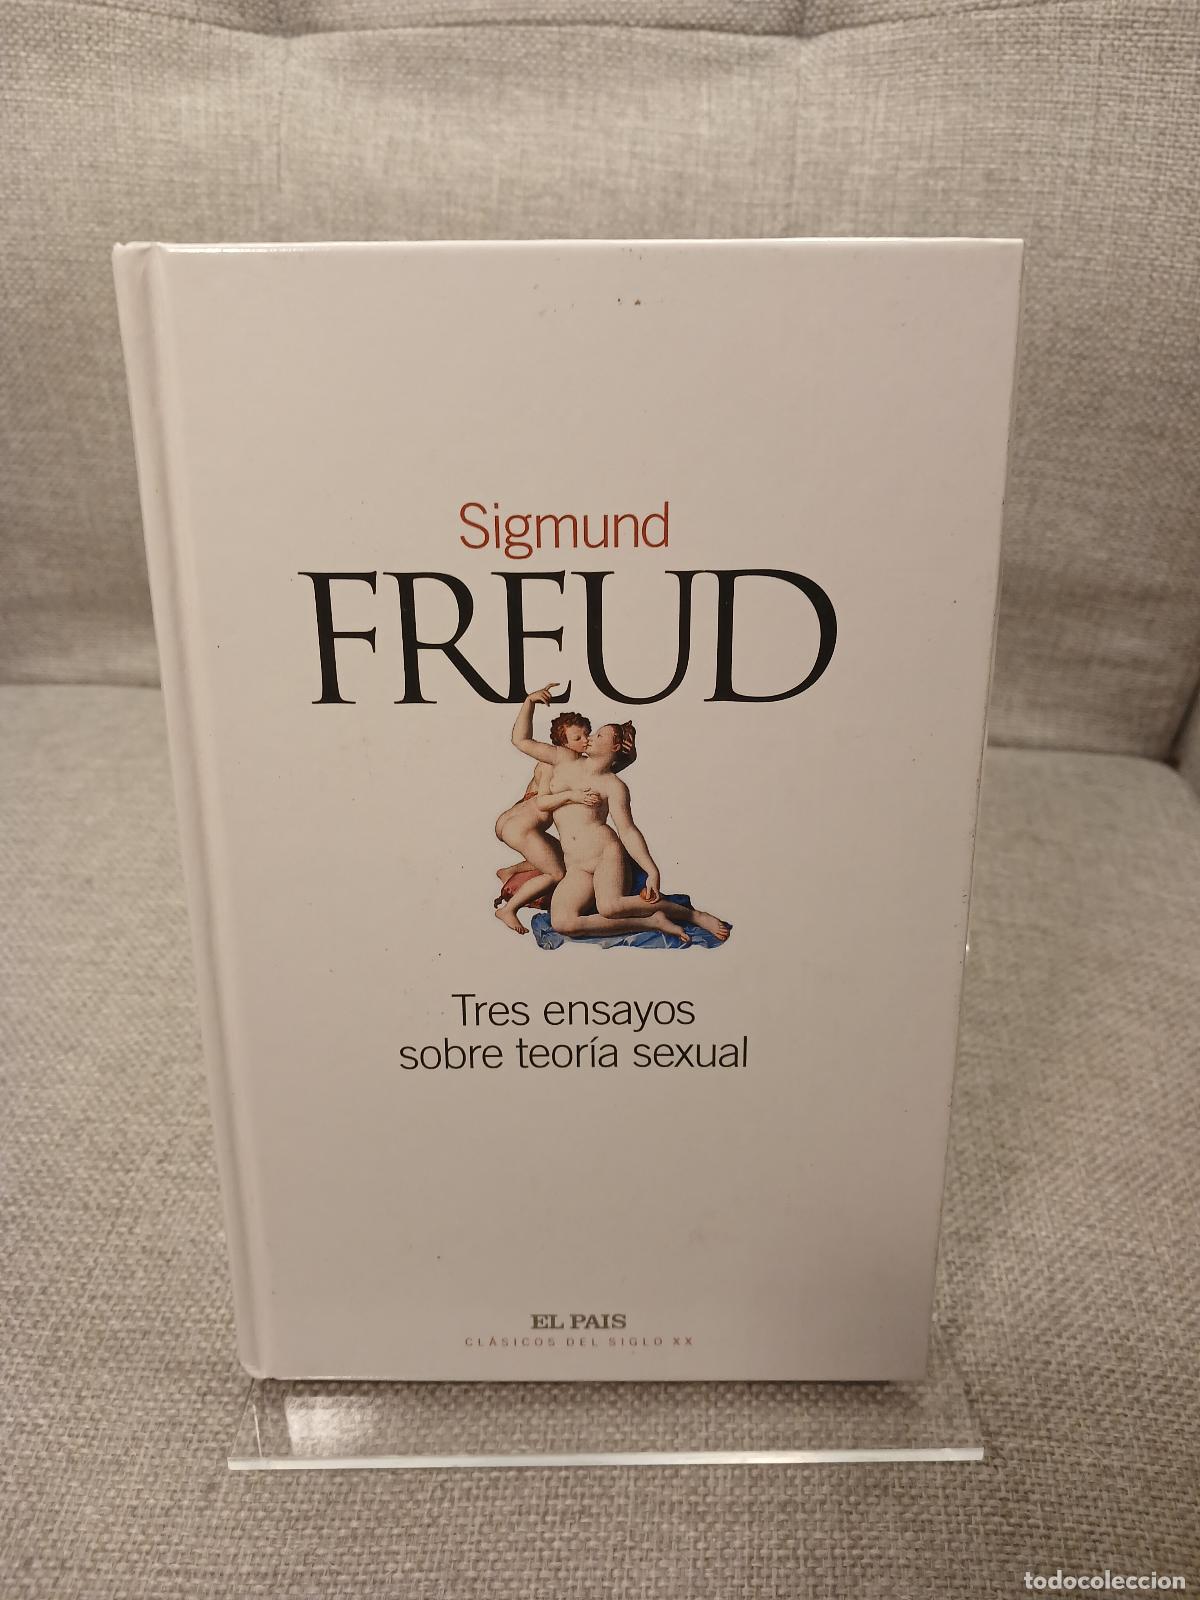 Sigmund
FREUD
Tres ensayos
sobre teoría sexual
EL PAIS
CLÁSICOS DEL SIGLO XX
todocoleccion